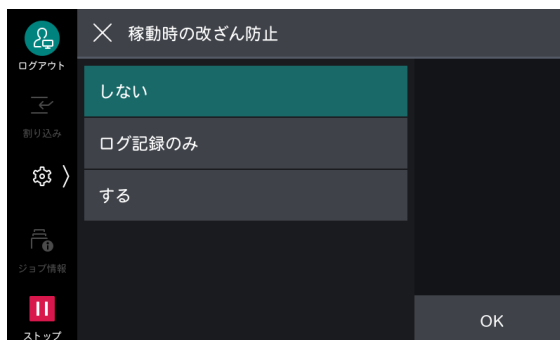 稼動時の改ざん防止
ログアウト
しない
割り込み
ログ記録のみ
する
ジョブ情報
OK
ストップ